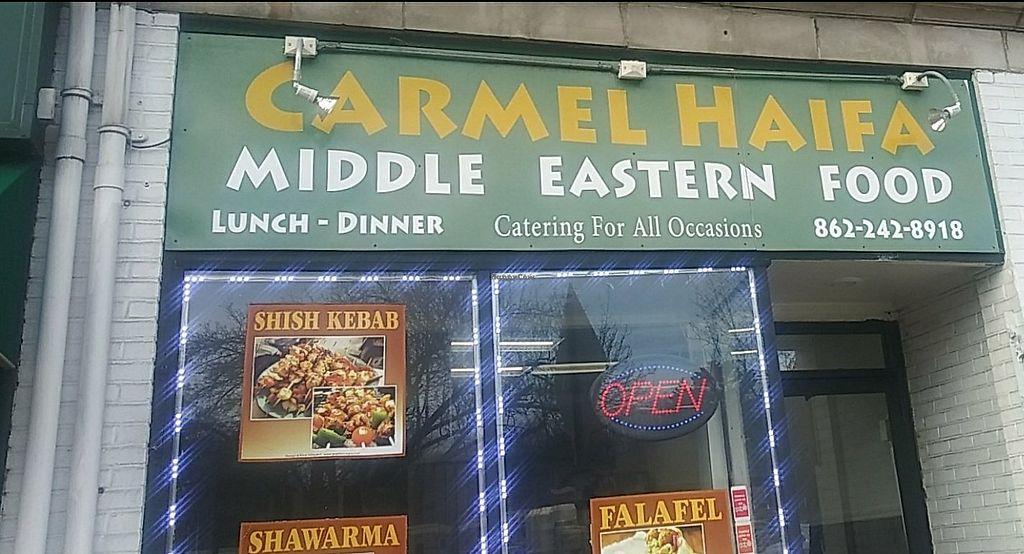 CARMEL HAIFA
MIDDLE EASTERN FOOD
LUNCH - DINNER Catering For All Occasions 862-242-8918
SHISH KEBAB
OPEN
SHAWARMA
FALAFEL